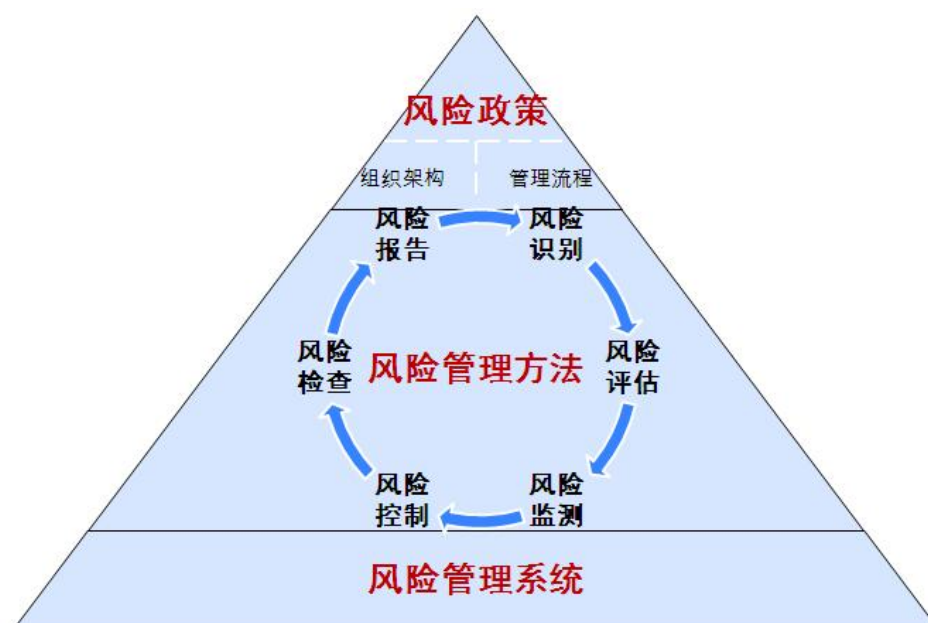 风险政策
组织架构
管理流程
风险
报告
风险
识别
风险
检查
风险管理方法
风险
评估
风险
控制
风险
监测
风险管理系统